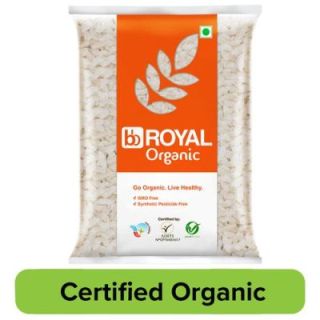 bb ROYAL
Organic
Go Organic. Live Healthy.
✓ GMO Free
✓ Synthetic Pesticide Free
Certified by:
Certified Organic